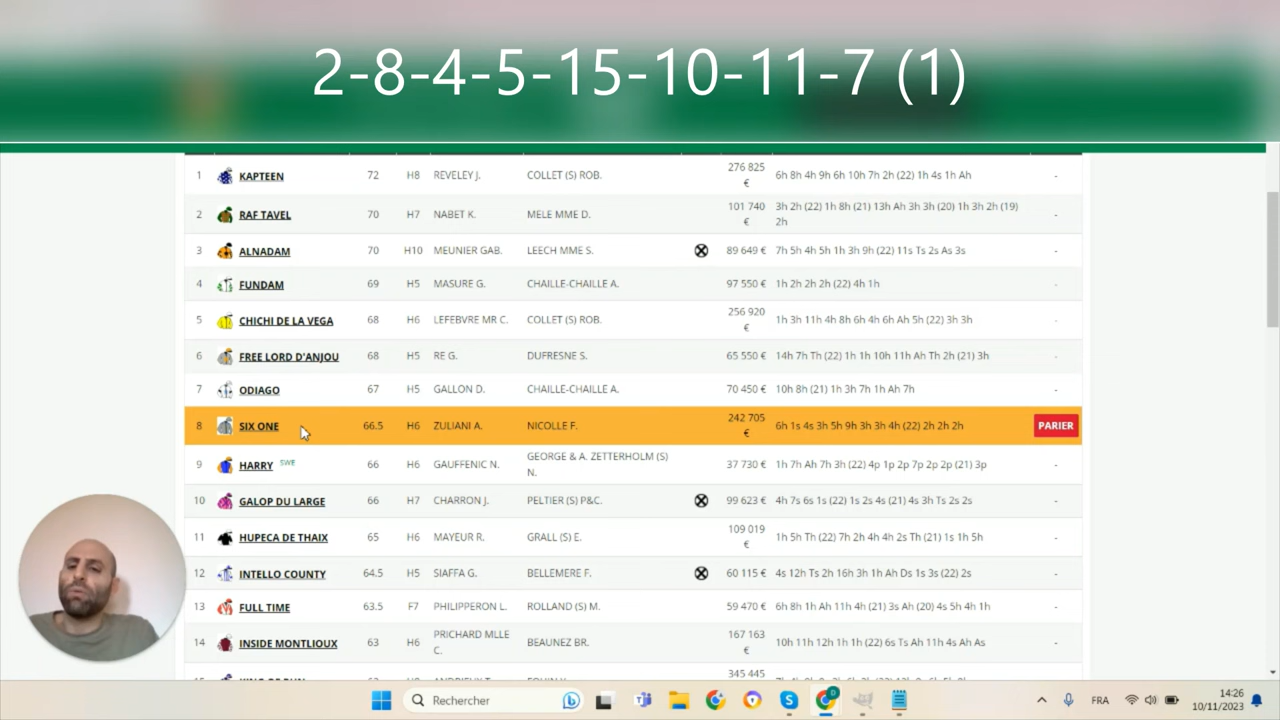 2-8-4-5-15-10-11-7 (1)
1 KAPTEEN 72 H8 REVELEY J. COLLET (S) ROB. 276 825 € 6h 8h 4h 9h 6h 10h 7h 2h (22) 1h 4s 1h Ah -
2 RAF TAVEL 70 H7 NABET K. MELE MME D. 101 740 € 3h 2h (22) 1h 8h (21) 13h Ah 3h 3h (20) 1h 3h 2h (19) 2h -
3 ALNADAM 70 H10 MEUNIER GAB. LEECH MME S. 89 649 € 7h 5h 4h 5h 1h 3h 9h (22) 11s Ts 2s As 3s -
4 FUNDAM 69 H5 MASURE G. CHAILLE-CHAILLE A. 97 550 € 1h 2h 2h 2h (22) 4h 1h -
5 CHICHI DE LA VEGA 68 H6 LEFEBVRE MR C. COLLET (S) ROB. 256 920 € 1h 3h 11h 4h 8h 6h 4h 6h Ah 5h (22) 3h 3h -
6 FREE LORD D'ANJOU 68 H5 RE G. DUFRESNE S. 65 550 € 14h 7h Th (22) 1h 1h 10h 11h Ah Th 2h (21) 3h -
7 ODIAGO 67 H5 GALLON D. CHAILLE-CHAILLE A. 70 450 € 10h 8h (21) 1h 3h 7h 1h Ah 7h -
8 SIX ONE 66.5 H6 ZULIANI A. NICOLLE F. 242 705 € 6h 1s 4s 3h 5h 9h 3h 3h 4h (22) 2h 2h 2h PARIER
9 HARRY SWE 66 H6 GAUFFENIC N. GEORGE & A. ZETTERHOLM (S) N. 37 730 € 1h 7h Ah 7h 3h (22) 4p 1p 2p 7p 2p 2p (21) 3p -
10 GALOP DU LARGE 66 H7 CHARRON J. PELTIER (S) P&C. 99 623 € 4h 7s 6s 1s (22) 1s 2s 4s (21) 4s 3h Ts 2s 2s -
11 HUPECA DE THAIX 65 H6 MAYEUR R. GRALL (S) E. 109 019 € 1h 5h Th (22) 7h 2h 4h 4h 2s Th (21) 1s 1h 5h -
12 INTELLO COUNTY 64.5 H5 SIAFFA G. BELLEMERE F. 60 115 € 4s 12h Ts 2h 16h 3h 1h Ah Ds 1s 3s (22) 2s -
13 FULL TIME 63.5 F7 PHILIPPERON L. ROLLAND (S) M. 59 470 € 6h 8h 1h Ah 11h 4h (21) 3s Ah (20) 4s 5h 4h 1h -
14 INSIDE MONTLIOUX 63 H6 PRICHARD MLLE C. BEAUNEZ BR. 167 163 € 10h 11h 12h 1h 1h (22) 6s Ts Ah 11h 4s Ah As -
345 445
Rechercher
FRA
14:26
10/11/2023